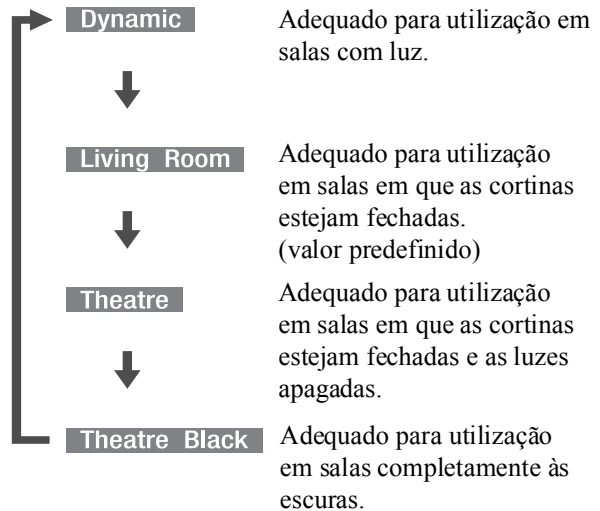 Dynamic
Adequado para utilização em
salas com luz.
Living Room
Adequado para utilização
em salas em que as cortinas
estejam fechadas.
(valor predefinido)
Theatre
Adequado para utilização
em salas em que as cortinas
estejam fechadas e as luzes
apagadas.
Theatre Black
Adequado para utilização
em salas completamente às
escuras.